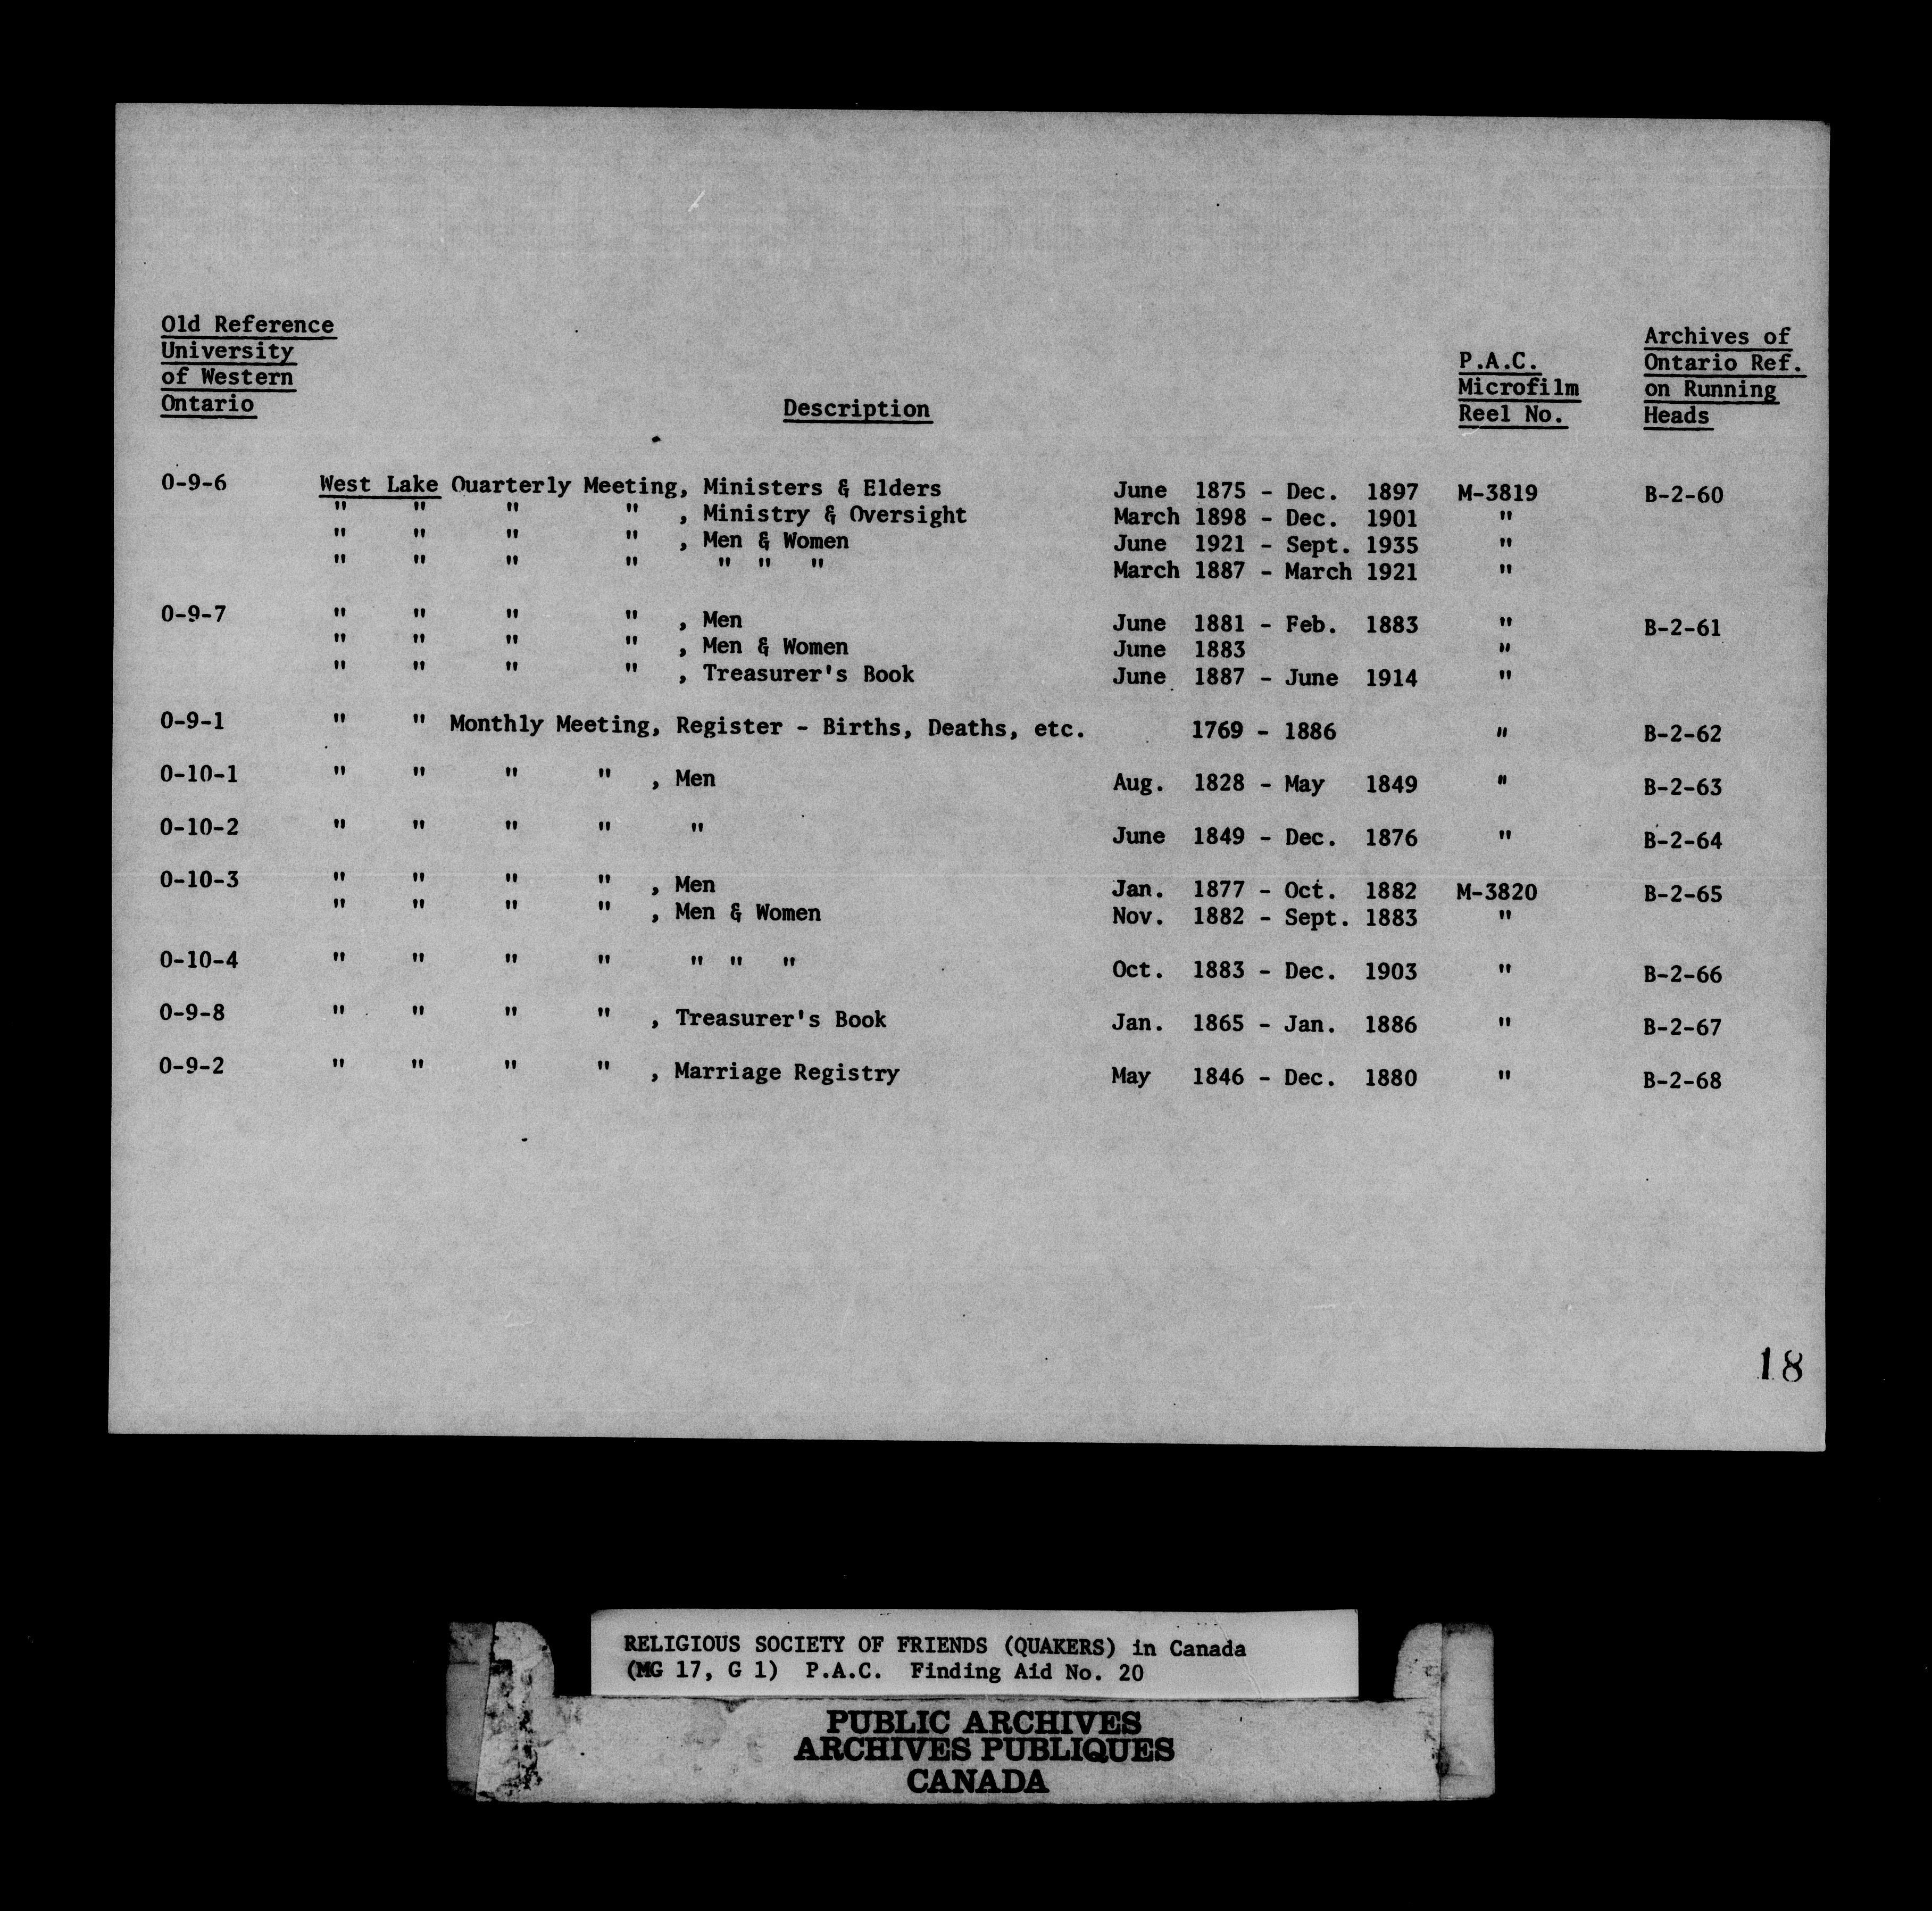 Old Reference
University
of Western
Ontario
Description
P.A.C.
Microfilm
Reel No.
Archives of
Ontario Ref.
on Running
Heads
0-9-6 West Lake Quarterly Meeting, Ministers & Elders June 1875 - Dec. 1897 M-3819 B-2-60
" " " " , Ministry & Oversight March 1898 - Dec. 1901 "
" " " " , Men & Women June 1921 - Sept. 1935 "
" " " " " " " March 1887 - March 1921 "
0-9-7 " " " " , Men June 1881 - Feb. 1883 " B-2-61
" " " " , Men & Women June 1883 "
" " " " , Treasurer's Book June 1887 - June 1914 "
0-9-1 " " Monthly Meeting, Register - Births, Deaths, etc. 1769 - 1886 " B-2-62
0-10-1 " " " " , Men Aug. 1828 - May 1849 " B-2-63
0-10-2 " " " " " June 1849 - Dec. 1876 " B-2-64
0-10-3 " " " " , Men Jan. 1877 - Oct. 1882 M-3820 B-2-65
" " " " , Men & Women Nov. 1882 - Sept. 1883 "
0-10-4 " " " " " " " Oct. 1883 - Dec. 1903 " B-2-66
0-9-8 " " " " , Treasurer's Book Jan. 1865 - Jan. 1886 " B-2-67
0-9-2 " " " " , Marriage Registry May 1846 - Dec. 1880 " B-2-68
18
RELIGIOUS SOCIETY OF FRIENDS (QUAKERS) in Canada
(MG 17, G 1) P.A.C. Finding Aid No. 20
PUBLIC ARCHIVES
ARCHIVES PUBLIQUES
CANADA